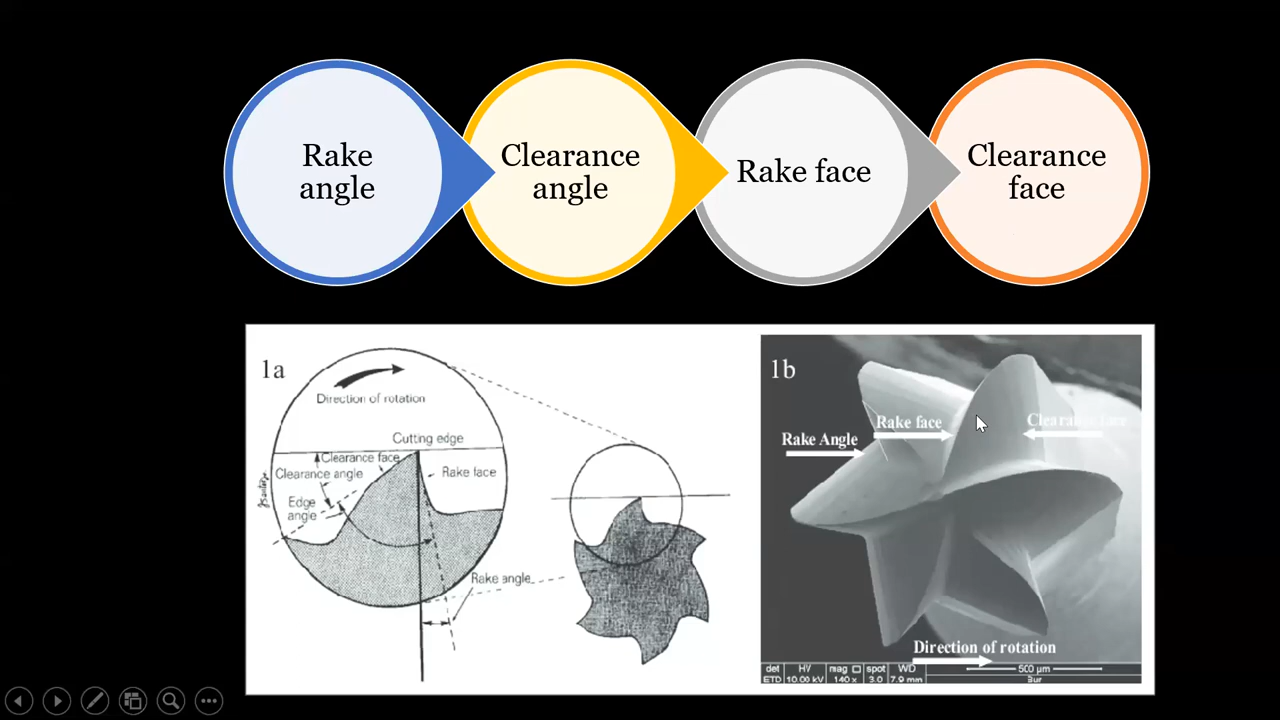 Rake
angle
Clearance
angle
Rake face
Clearance
face
1a
Direction of rotation
Cutting edge
Clearance face
Clearance angle
Rake face
Edge
angle
Rake angle
1b
Rake face
Clearance face
Rake Angle
Direction of rotation
det HV mag spot WD 500 µm
ETD 10.00 kV 140 x 3.0 7.9 mm Bur